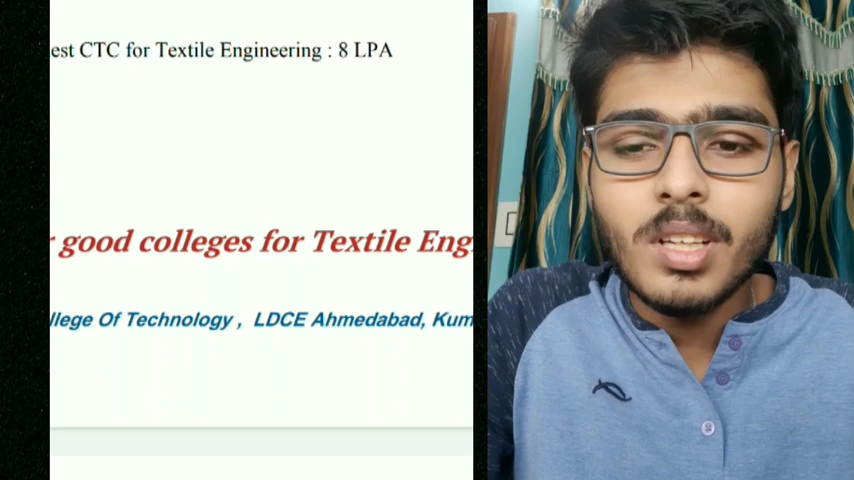 est CTC for Textile Engineering : 8 LPA
r good colleges for Textile Eng
llege Of Technology , LDCE Ahmedabad, Kum